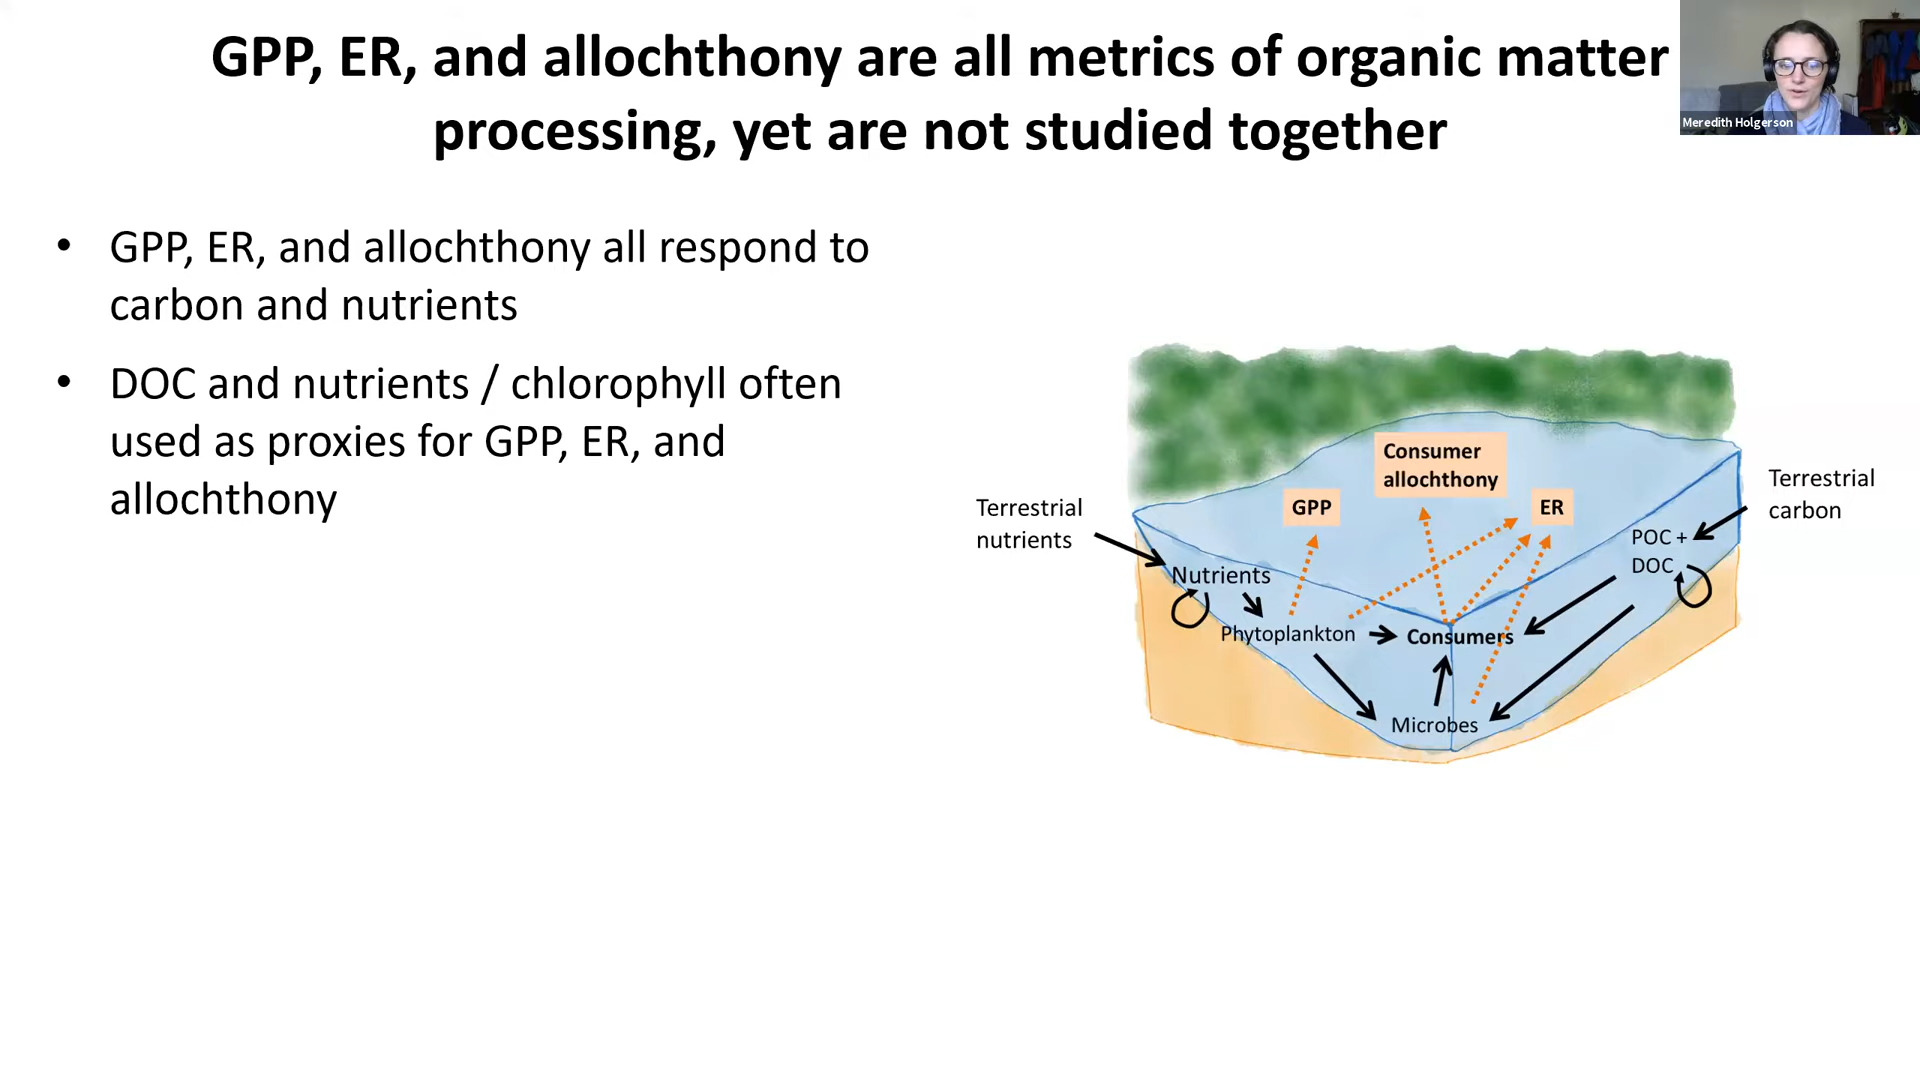 GPP, ER, and allochthony are all metrics of organic matter
processing, yet are not studied together
Meredith Holgerson
• GPP, ER, and allochthony all respond to
carbon and nutrients
• DOC and nutrients / chlorophyll often
used as proxies for GPP, ER, and
allochthony
Consumer
allochthony
GPP
ER
Terrestrial
nutrients
Terrestrial
carbon
POC +
DOC
Nutrients
Phytoplankton
Consumers
Microbes